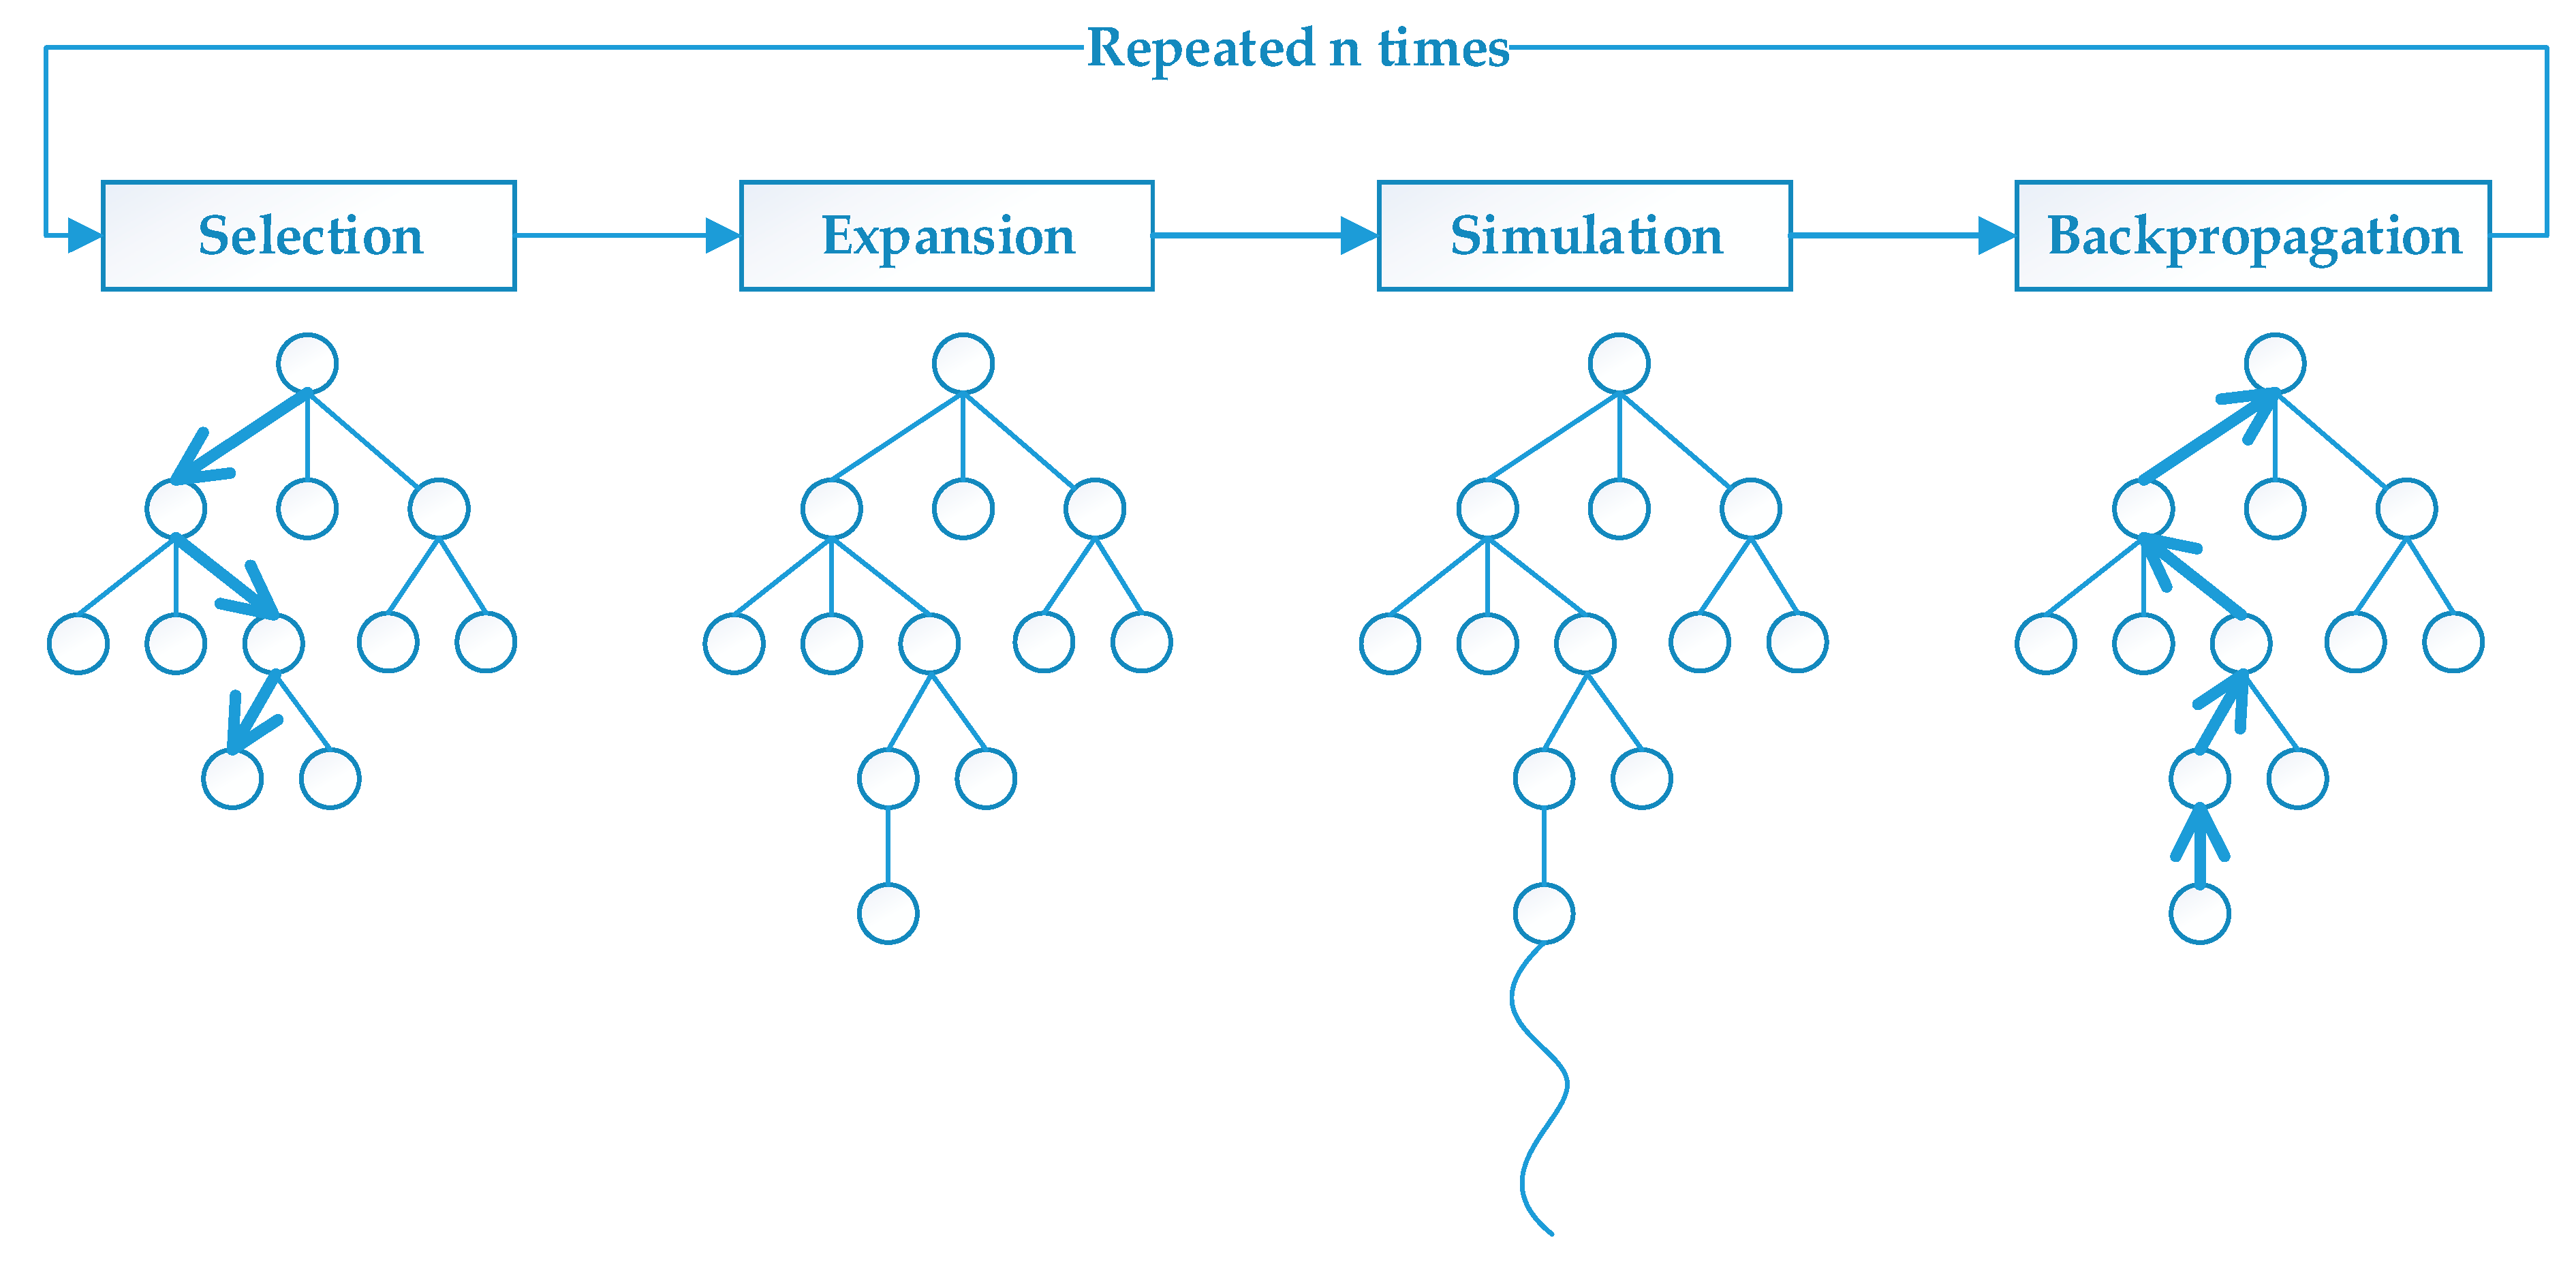 Repeated n times
Selection
Expansion
Simulation
Backpropagation